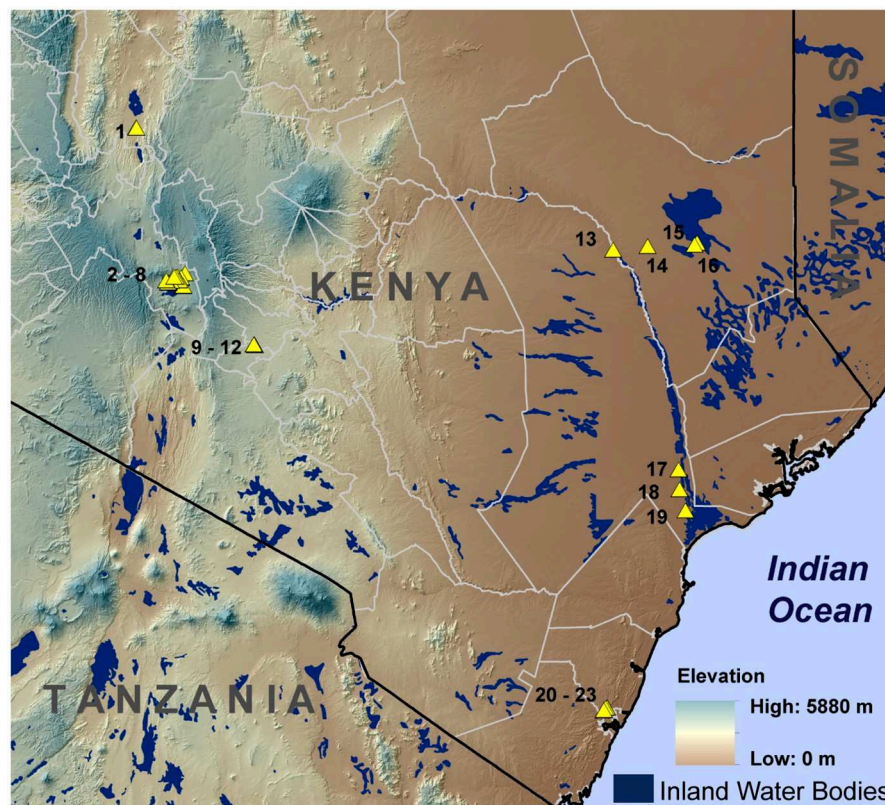 SOMALIA
1
15
13
14
16
2 - 8
KENYA
9 - 12
17
18
19
Indian
Ocean
Elevation
20 - 23
High: 5880 m
TANZANIA
Low: 0 m
Inland Water Bodies